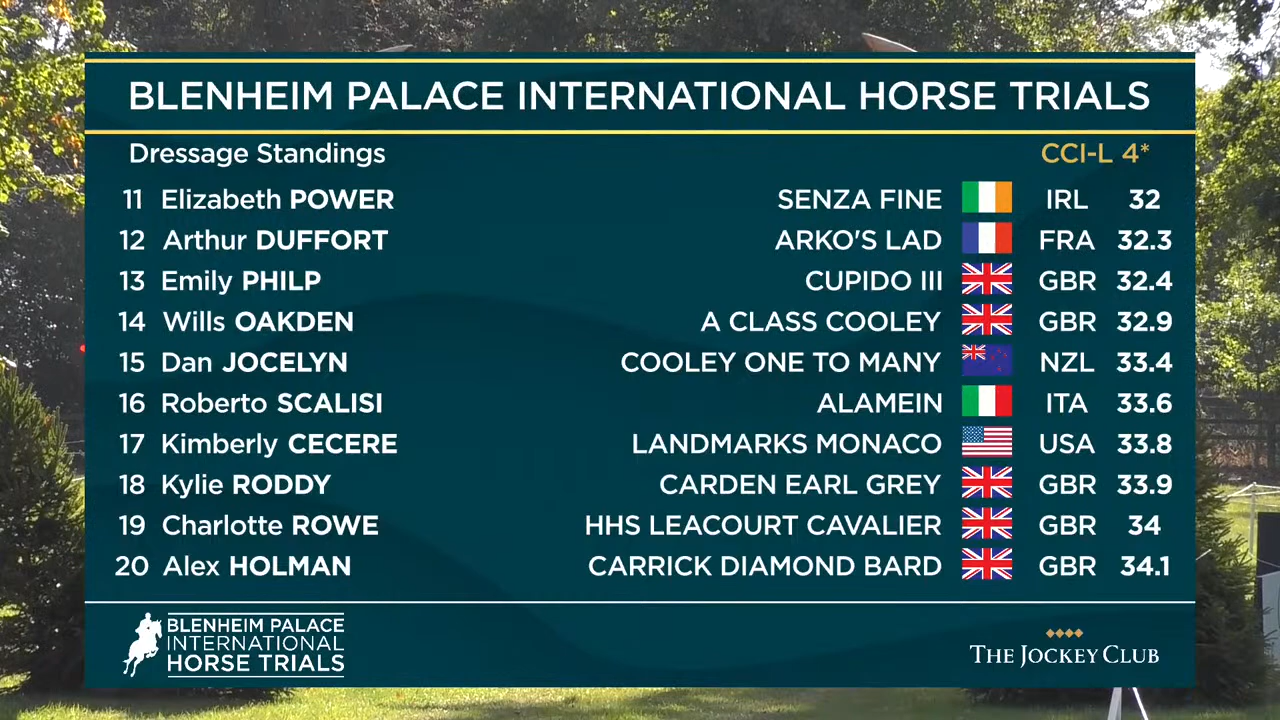 BLENHEIM PALACE INTERNATIONAL HORSE TRIALS
Dressage Standings CCI-L 4*
11 Elizabeth POWER SENZA FINE IRL 32
12 Arthur DUFFORT ARKO'S LAD FRA 32.3
13 Emily PHILP CUPIDO III GBR 32.4
14 Wills OAKDEN A CLASS COOLEY GBR 32.9
15 Dan JOCELYN COOLEY ONE TO MANY NZL 33.4
16 Roberto SCALISI ALAMEIN ITA 33.6
17 Kimberly CECERE LANDMARKS MONACO USA 33.8
18 Kylie RODDY CARDEN EARL GREY GBR 33.9
19 Charlotte ROWE HHS LEACOURT CAVALIER GBR 34
20 Alex HOLMAN CARRICK DIAMOND BARD GBR 34.1
BLENHEIM PALACE
INTERNATIONAL
HORSE TRIALS
THE JOCKEY CLUB